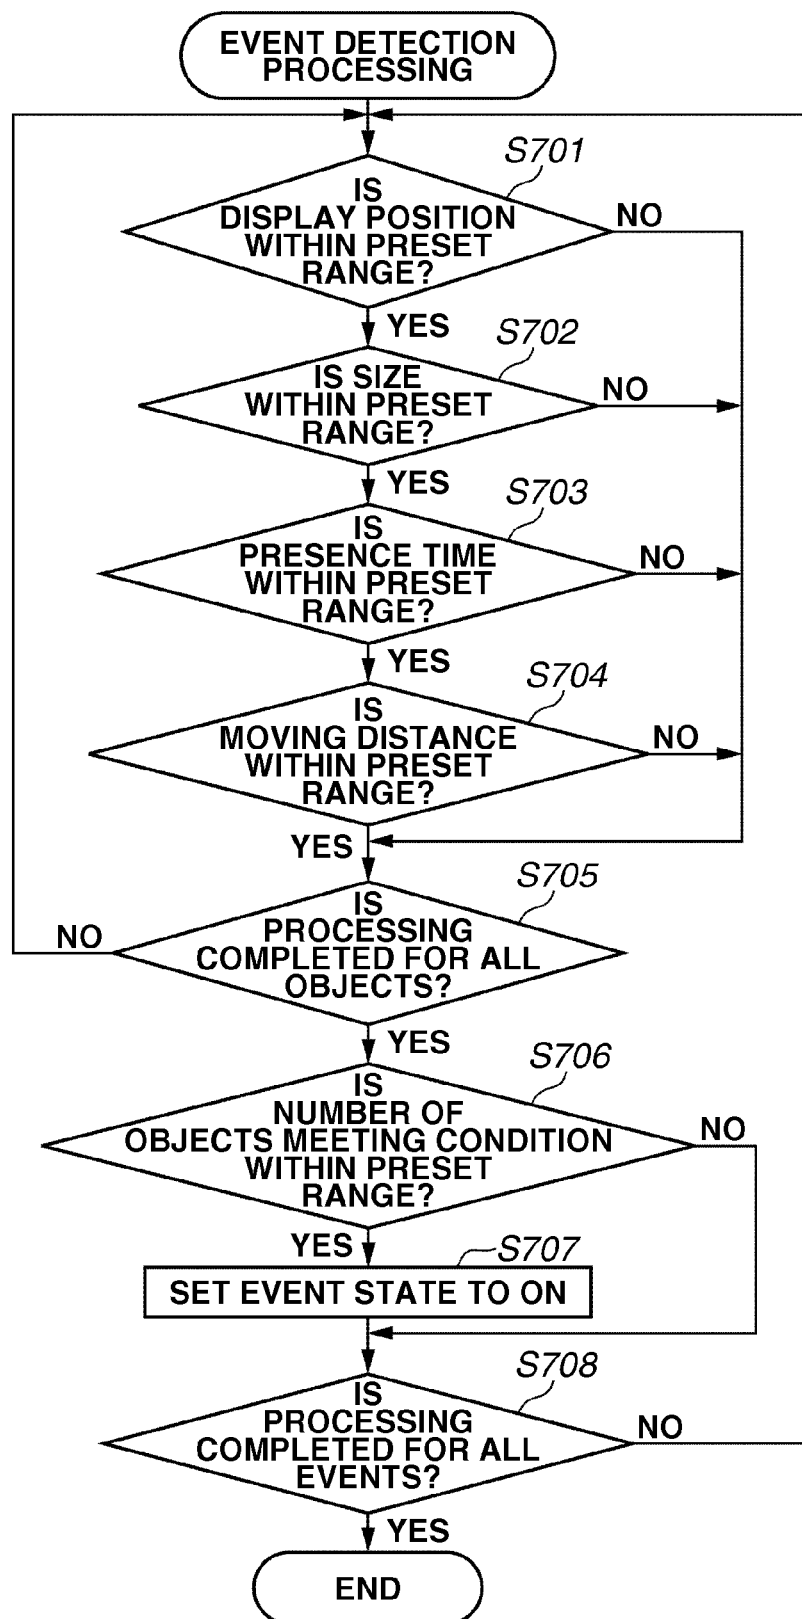 EVENT DETECTION
PROCESSING
S701
IS
DISPLAY POSITION
WITHIN PRESET
RANGE?
NO
YES
S702
IS SIZE
WITHIN PRESET
RANGE?
NO
YES
S703
IS
PRESENCE TIME
WITHIN PRESET
RANGE?
NO
YES
S704
IS
MOVING DISTANCE
WITHIN PRESET
RANGE?
NO
YES
S705
IS
PROCESSING
COMPLETED FOR ALL
OBJECTS?
NO
YES
S706
IS
NUMBER OF
OBJECTS MEETING CONDITION
WITHIN PRESET
RANGE?
NO
YES
S707
SET EVENT STATE TO ON
S708
IS
PROCESSING
COMPLETED FOR ALL
EVENTS?
NO
YES
END